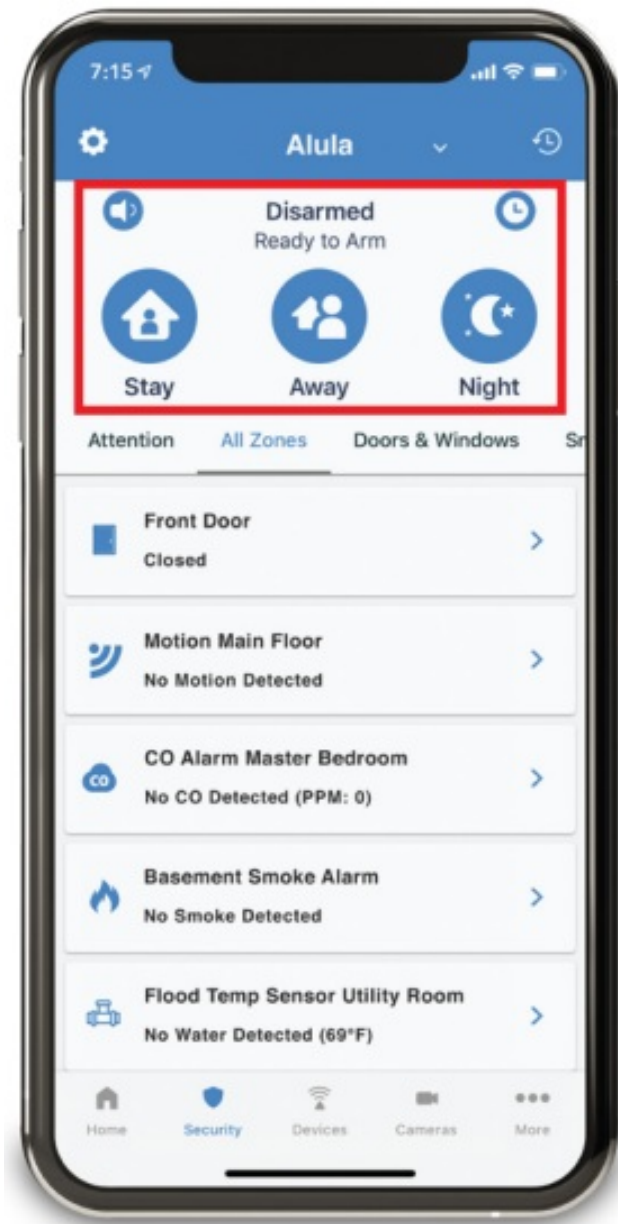 7:15
Alula
Disarmed
Ready to Arm
Stay Away Night
Attention All Zones Doors & Windows Sr
Front Door
Closed
Motion Main Floor
No Motion Detected
CO Alarm Master Bedroom
CO
No CO Detected (PPM: 0)
Basement Smoke Alarm
No Smoke Detected
Flood Temp Sensor Utility Room
No Water Detected (69°F)
Home Security Devices Cameras More